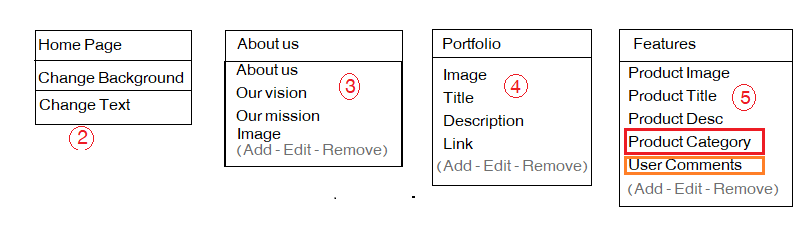 Home Page
Change Background
Change Text
2
About us
About us
Our vision
Our mission
Image
(Add - Edit - Remove)
3
Portfolio
Image
Title
Description
Link
(Add - Edit - Remove)
4
Features
Product Image
Product Title
Product Desc
Product Category
User Comments
(Add - Edit - Remove)
5